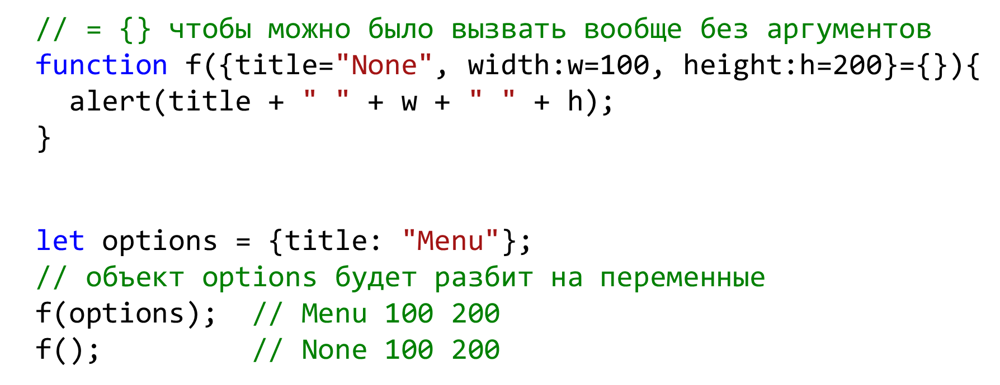 // = {} чтобы можно было вызвать вообще без аргументов
function f({title="None", width:w=100, height:h=200}={}){
  alert(title + " " + w + " " + h);
}
let options = {title: "Menu"};
// объект options будет разбит на переменные
f(options);  // Menu 100 200
f();         // None 100 200